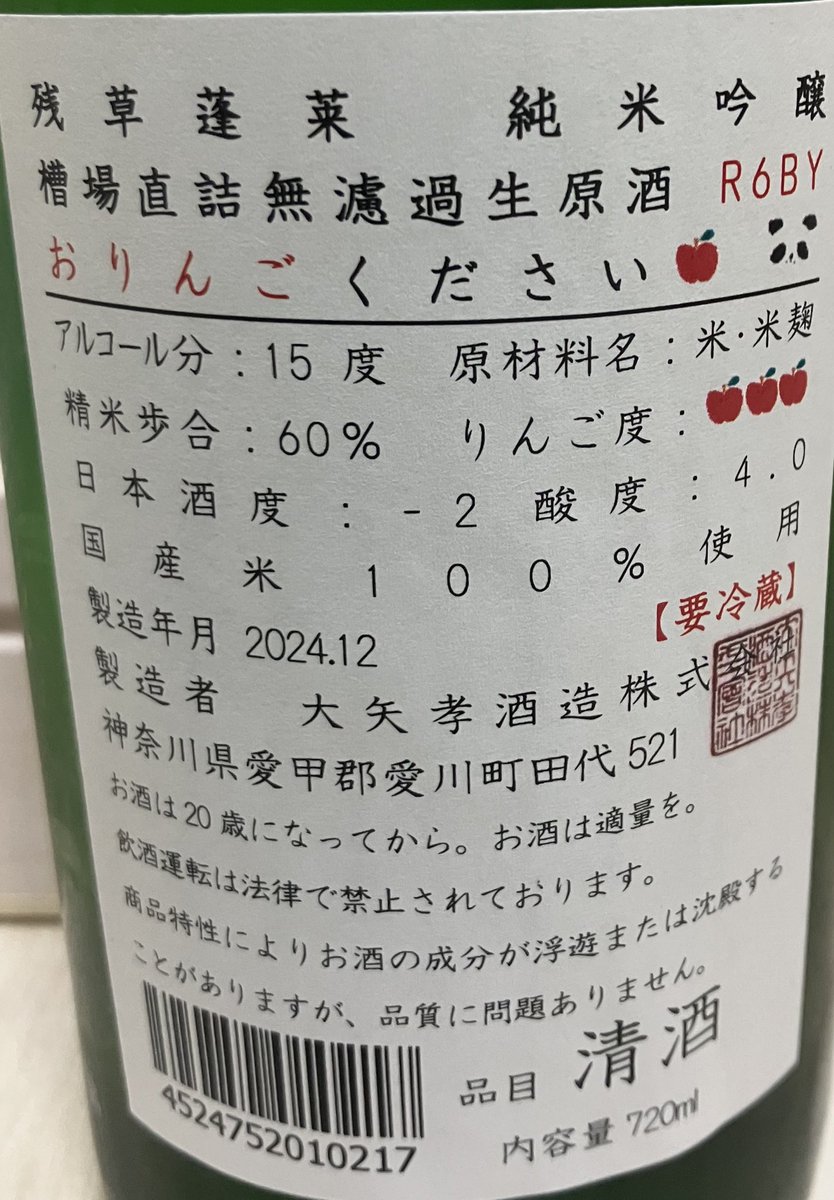 残草蓬莱 純米吟醸
槽場直詰無濾過生原酒 R6BY
おりんごください
アルコール分：15度 原材料名：米・米麹
精米歩合：60% りんご度：
日本酒度：-2 酸度：4.0
国産米100%使用
製造年月 2024.12 【要冷蔵】
製造者 大矢孝酒造株式会社
神奈川県愛甲郡愛川町田代521
お酒は20歳になってから。お酒は適量を。
飲酒運転は法律で禁止されております。
商品特性によりお酒の成分が浮遊または沈殿する
ことがありますが、品質に問題ありません。
4524752010217
品目 清酒
内容量 720ml